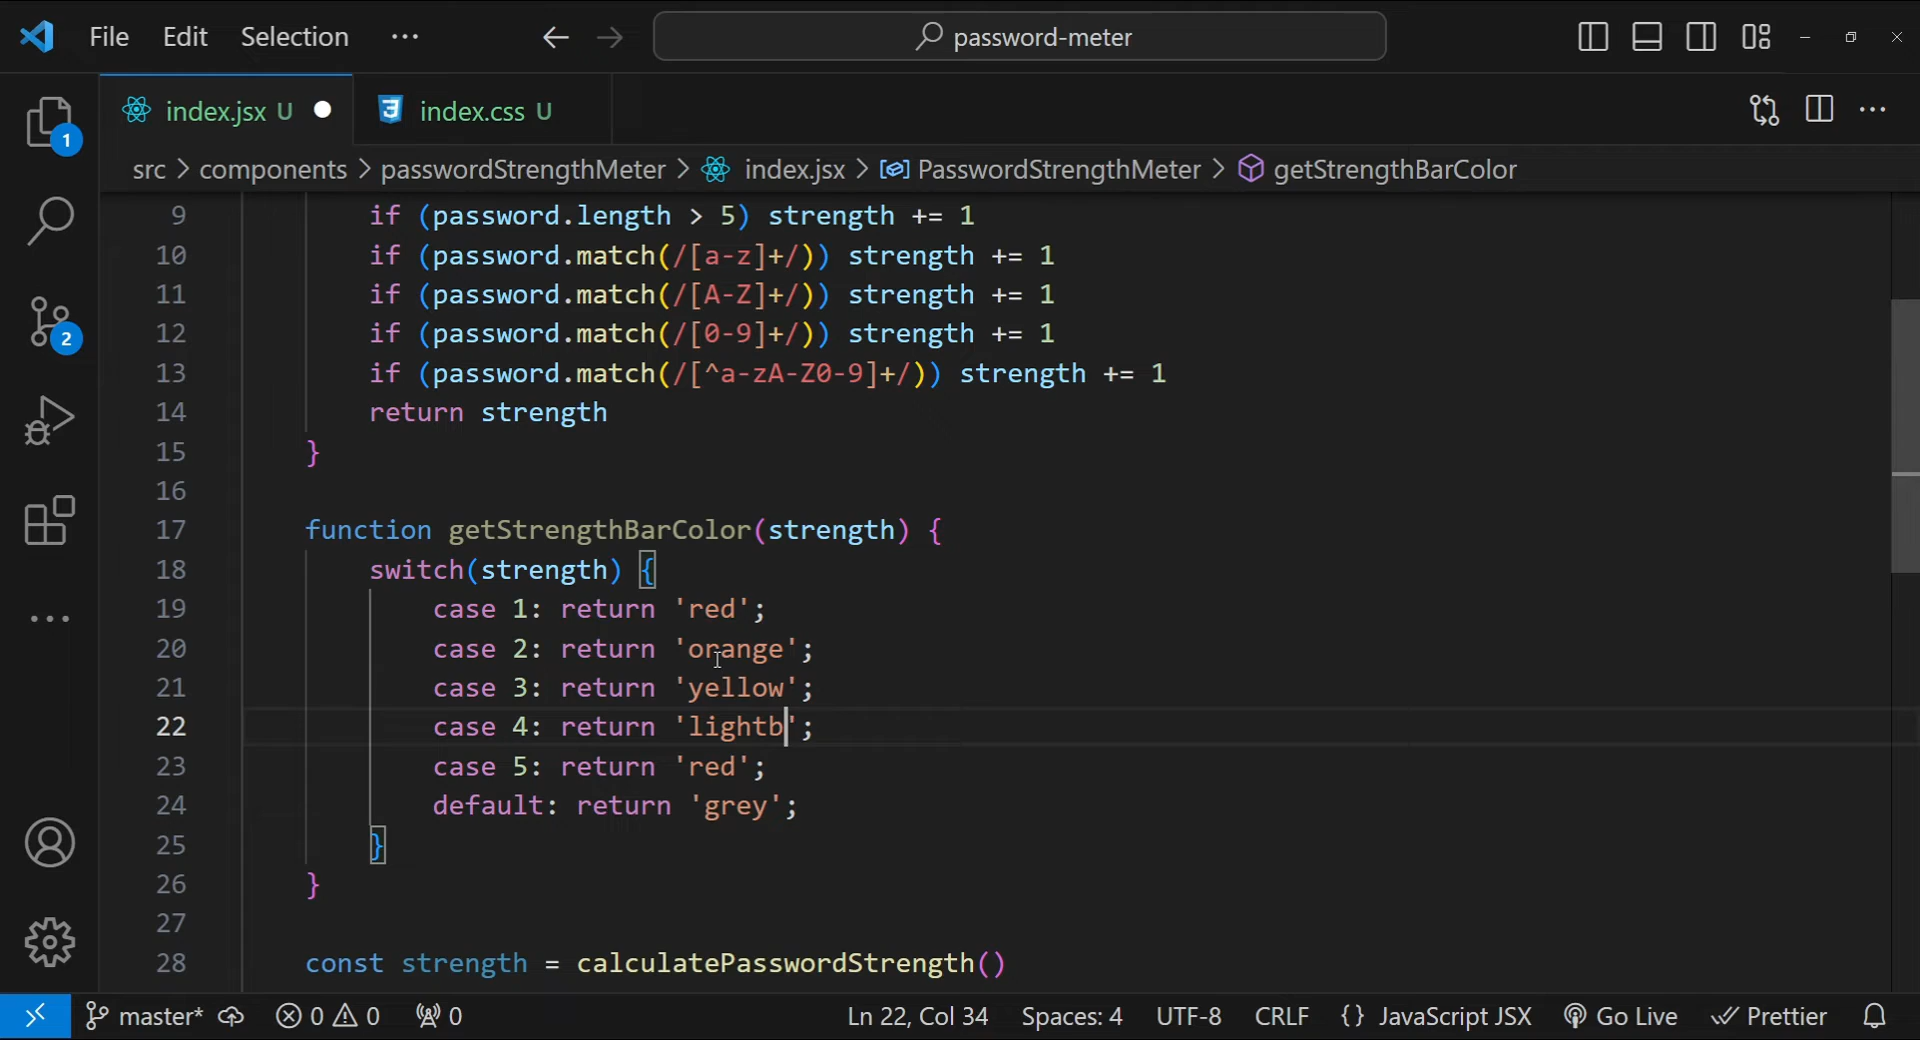 File Edit Selection ... password-meter
index.jsx U index.css U
src > components > passwordStrengthMeter > index.jsx > PasswordStrengthMeter > getStrengthBarColor
9 if (password.length > 5) strength += 1
10 if (password.match(/[a-z]+/)) strength += 1
11 if (password.match(/[A-Z]+/)) strength += 1
12 if (password.match(/[0-9]+/)) strength += 1
13 if (password.match(/[^a-zA-Z0-9]+/)) strength += 1
14 return strength
15 }
16
17 function getStrengthBarColor(strength) {
18 switch(strength) {
19 case 1: return 'red';
20 case 2: return 'orange';
21 case 3: return 'yellow';
22 case 4: return 'lightb';
23 case 5: return 'red';
24 default: return 'grey';
25 }
26 }
27
28 const strength = calculatePasswordStrength()
1
2
master* 0 0 0 Ln 22, Col 34 Spaces: 4 UTF-8 CRLF {} JavaScript JSX Go Live Prettier